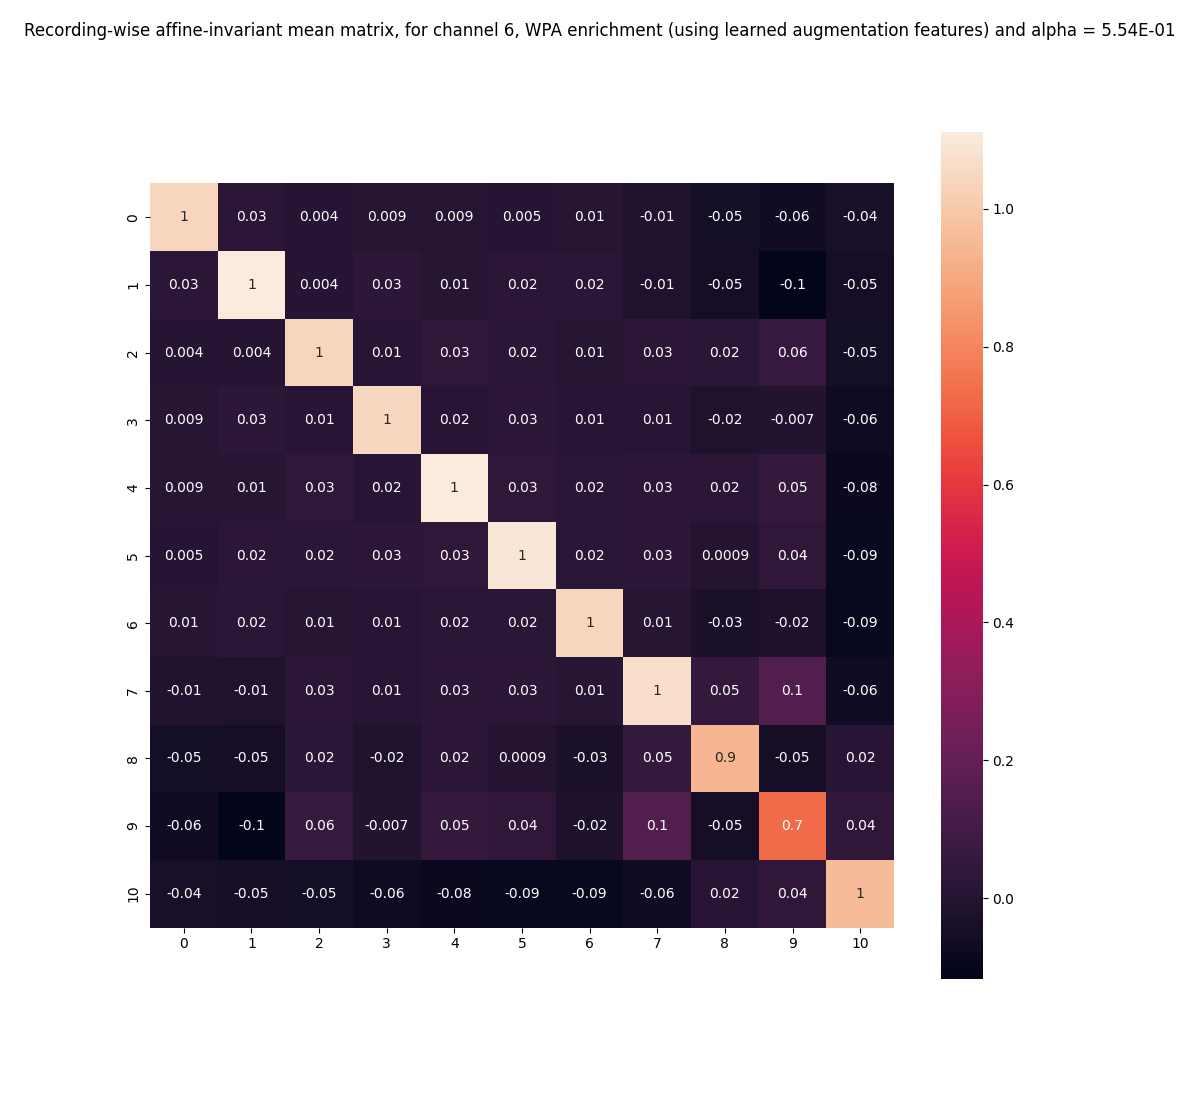 Recording-wise affine-invariant mean matrix, for channel 6, WPA enrichment (using learned augmentation features) and alpha = 5.54E-01
0 1 0.03 0.004 0.009 0.009 0.005 0.01 -0.01 -0.05 -0.06 -0.04
1 0.03 1 0.004 0.03 0.01 0.02 0.02 -0.01 -0.05 -0.1 -0.05
2 0.004 0.004 1 0.01 0.03 0.02 0.01 0.03 0.02 0.06 -0.05
3 0.009 0.03 0.01 1 0.02 0.03 0.01 0.01 -0.02 -0.007 -0.06
4 0.009 0.01 0.03 0.02 1 0.03 0.02 0.03 0.02 0.05 -0.08
5 0.005 0.02 0.02 0.03 0.03 1 0.02 0.03 0.0009 0.04 -0.09
6 0.01 0.02 0.01 0.01 0.02 0.02 1 0.01 -0.03 -0.02 -0.09
7 -0.01 -0.01 0.03 0.01 0.03 0.03 0.01 1 0.05 0.1 -0.06
8 -0.05 -0.05 0.02 -0.02 0.02 0.0009 -0.03 0.05 0.9 -0.05 0.02
9 -0.06 -0.1 0.06 -0.007 0.05 0.04 -0.02 0.1 -0.05 0.7 0.04
10 -0.04 -0.05 -0.05 -0.06 -0.08 -0.09 -0.09 -0.06 0.02 0.04 1
0 1 2 3 4 5 6 7 8 9 10
1.0
0.8
0.6
0.4
0.2
0.0